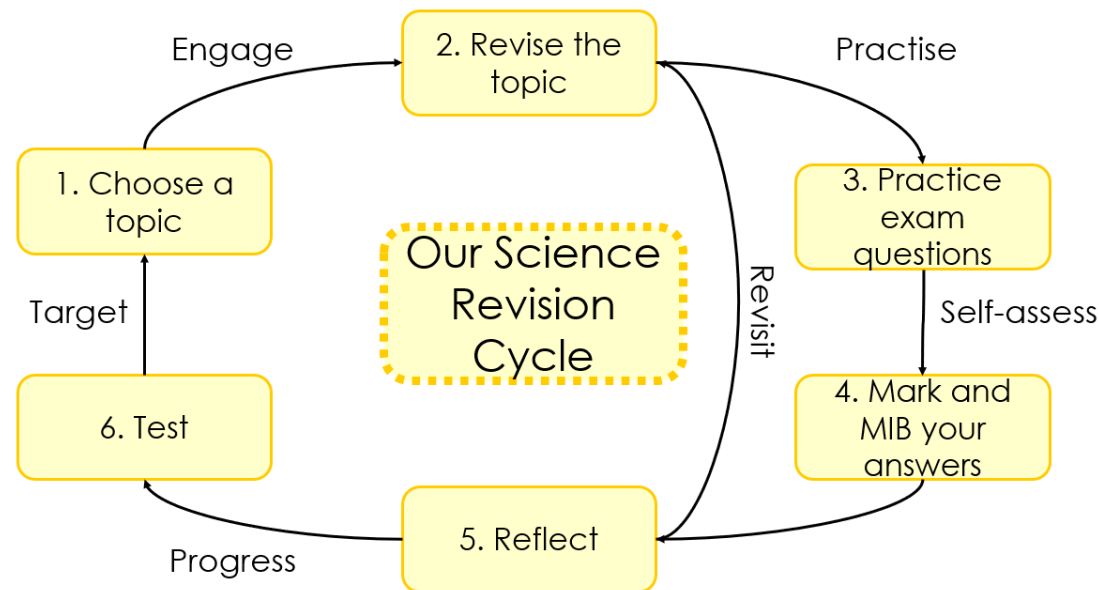 Engage
2. Revise the
topic
Practise
1. Choose a
topic
3. Practice
exam
questions
Our Science
Revision
Cycle
Revisit
Target
Self-assess
6. Test
4. Mark and
MIB your
answers
5. Reflect
Progress